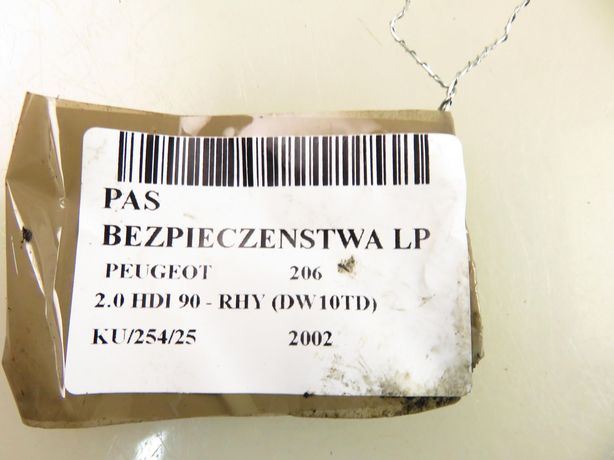 PAS
BEZPIECZENSTWA LP
PEUGEOT 206
2.0 HDI 90 - RHY (DW10TD)
KU/254/25 2002